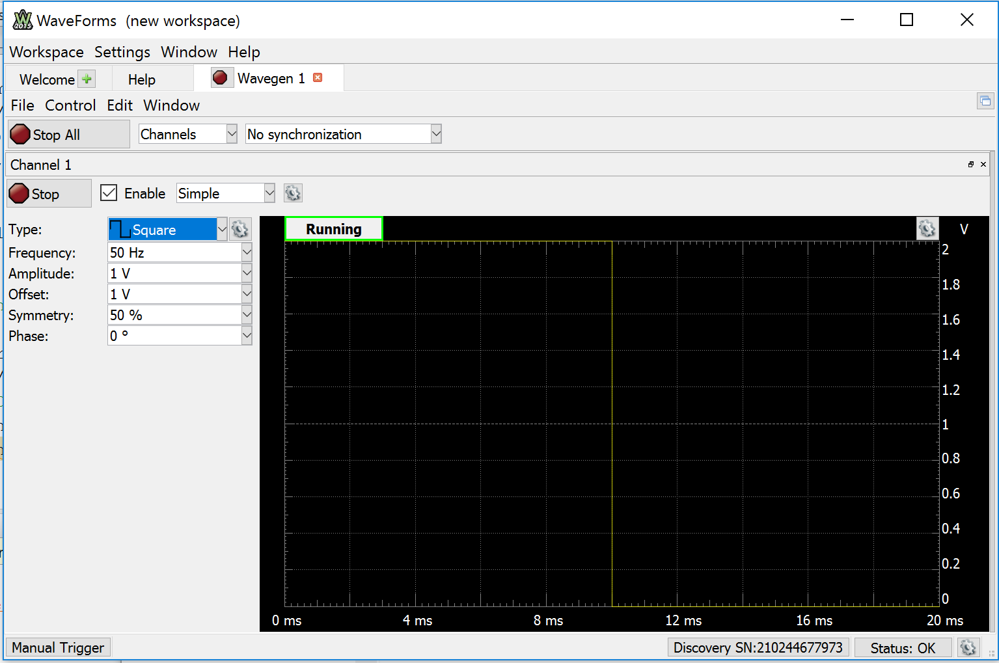 WaveForms (new workspace)
Workspace Settings Window Help
Welcome Help Wavegen 1
File Control Edit Window
Stop All Channels No synchronization
Channel 1
Stop Enable Simple
Type: Square
Frequency: 50 Hz
Amplitude: 1 V
Offset: 1 V
Symmetry: 50 %
Phase: 0 °
Running V
2
1.8
1.6
1.4
1.2
1
0.8
0.6
0.4
0.2
0
0 ms 4 ms 8 ms 12 ms 16 ms 20 ms
Manual Trigger Discovery SN:210244677973 Status: OK